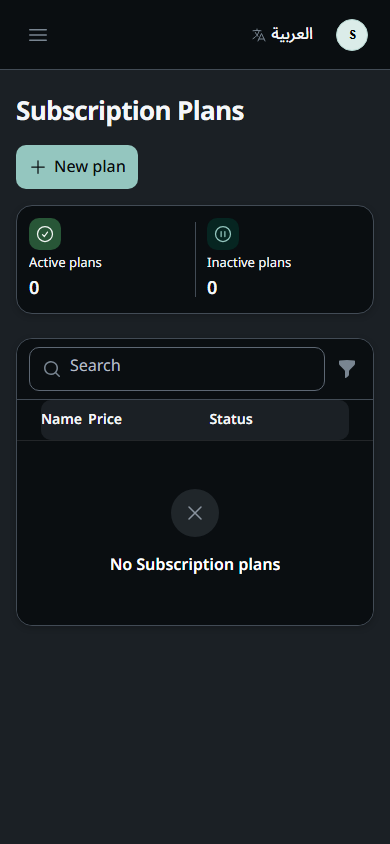 العربية
S
Subscription Plans
New plan
Active plans
0
Inactive plans
0
Search
Name Price Status
No Subscription plans